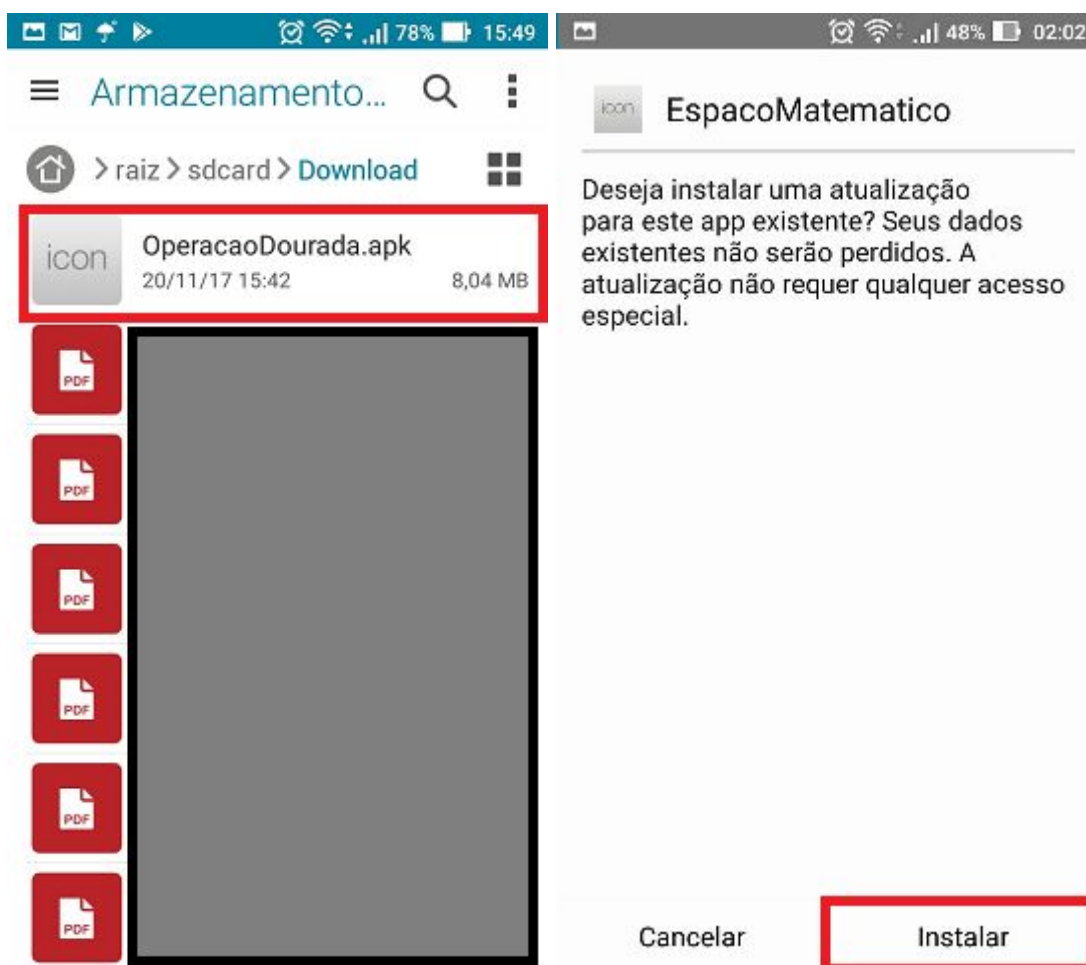 78% 15:49
Armazenamento...
> raiz > sdcard > Download
icon
OperacaoDourada.apk
20/11/17 15:42 8,04 MB
PDF
PDF
PDF
PDF
PDF
PDF
48% 02:02
icon
EspacoMatematico
Deseja instalar uma atualização
para este app existente? Seus dados
existentes não serão perdidos. A
atualização não requer qualquer acesso
especial.
Cancelar Instalar